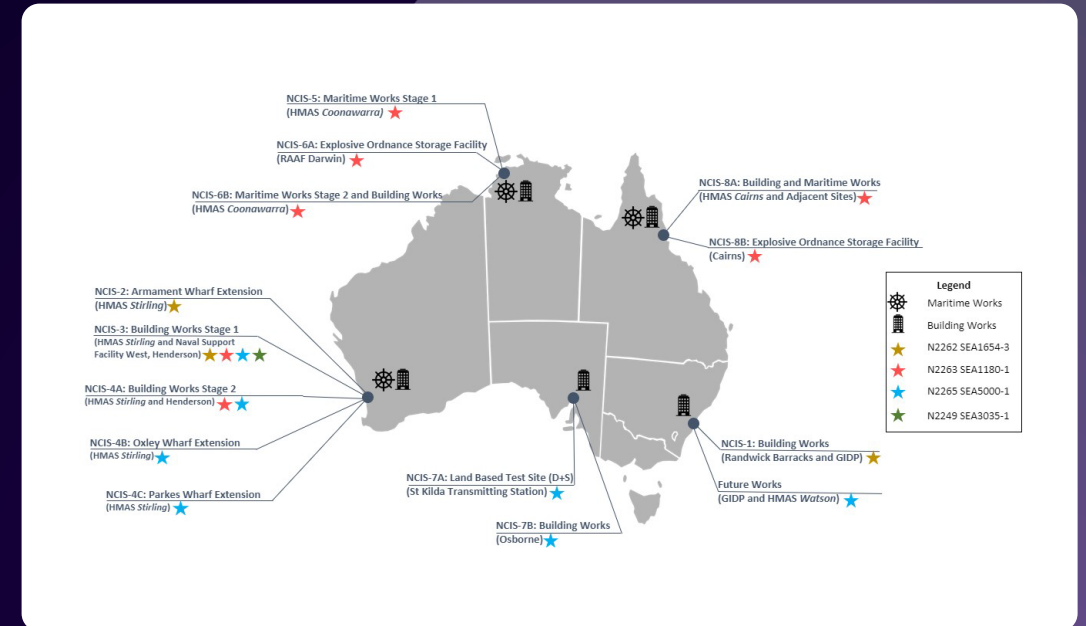 NCIS-5: Maritime Works Stage 1
(HMAS Coonawarra)
NCIS-6A: Explosive Ordnance Storage Facility
(RAAF Darwin)
NCIS-6B: Maritime Works Stage 2 and Building Works
(HMAS Coonawarra)
NCIS-8A: Building and Maritime Works
(HMAS Cairns and Adjacent Sites)
NCIS-8B: Explosive Ordnance Storage Facility
(Cairns)
NCIS-2: Armament Wharf Extension
(HMAS Stirling)
NCIS-3: Building Works Stage 1
(HMAS Stirling and Naval Support
Facility West, Henderson)
NCIS-4A: Building Works Stage 2
(HMAS Stirling and Henderson)
NCIS-4B: Oxley Wharf Extension
(HMAS Stirling)
NCIS-4C: Parkes Wharf Extension
(HMAS Stirling)
NCIS-7A: Land Based Test Site (D+S)
(St Kilda Transmitting Station)
NCIS-7B: Building Works
(Osborne)
NCIS-1: Building Works
(Randwick Barracks and GIDP)
Future Works
(GIDP and HMAS Watson)
Legend
Maritime Works
Building Works
N2262 SEA1654-3
N2263 SEA1180-1
N2265 SEA5000-1
N2249 SEA3035-1